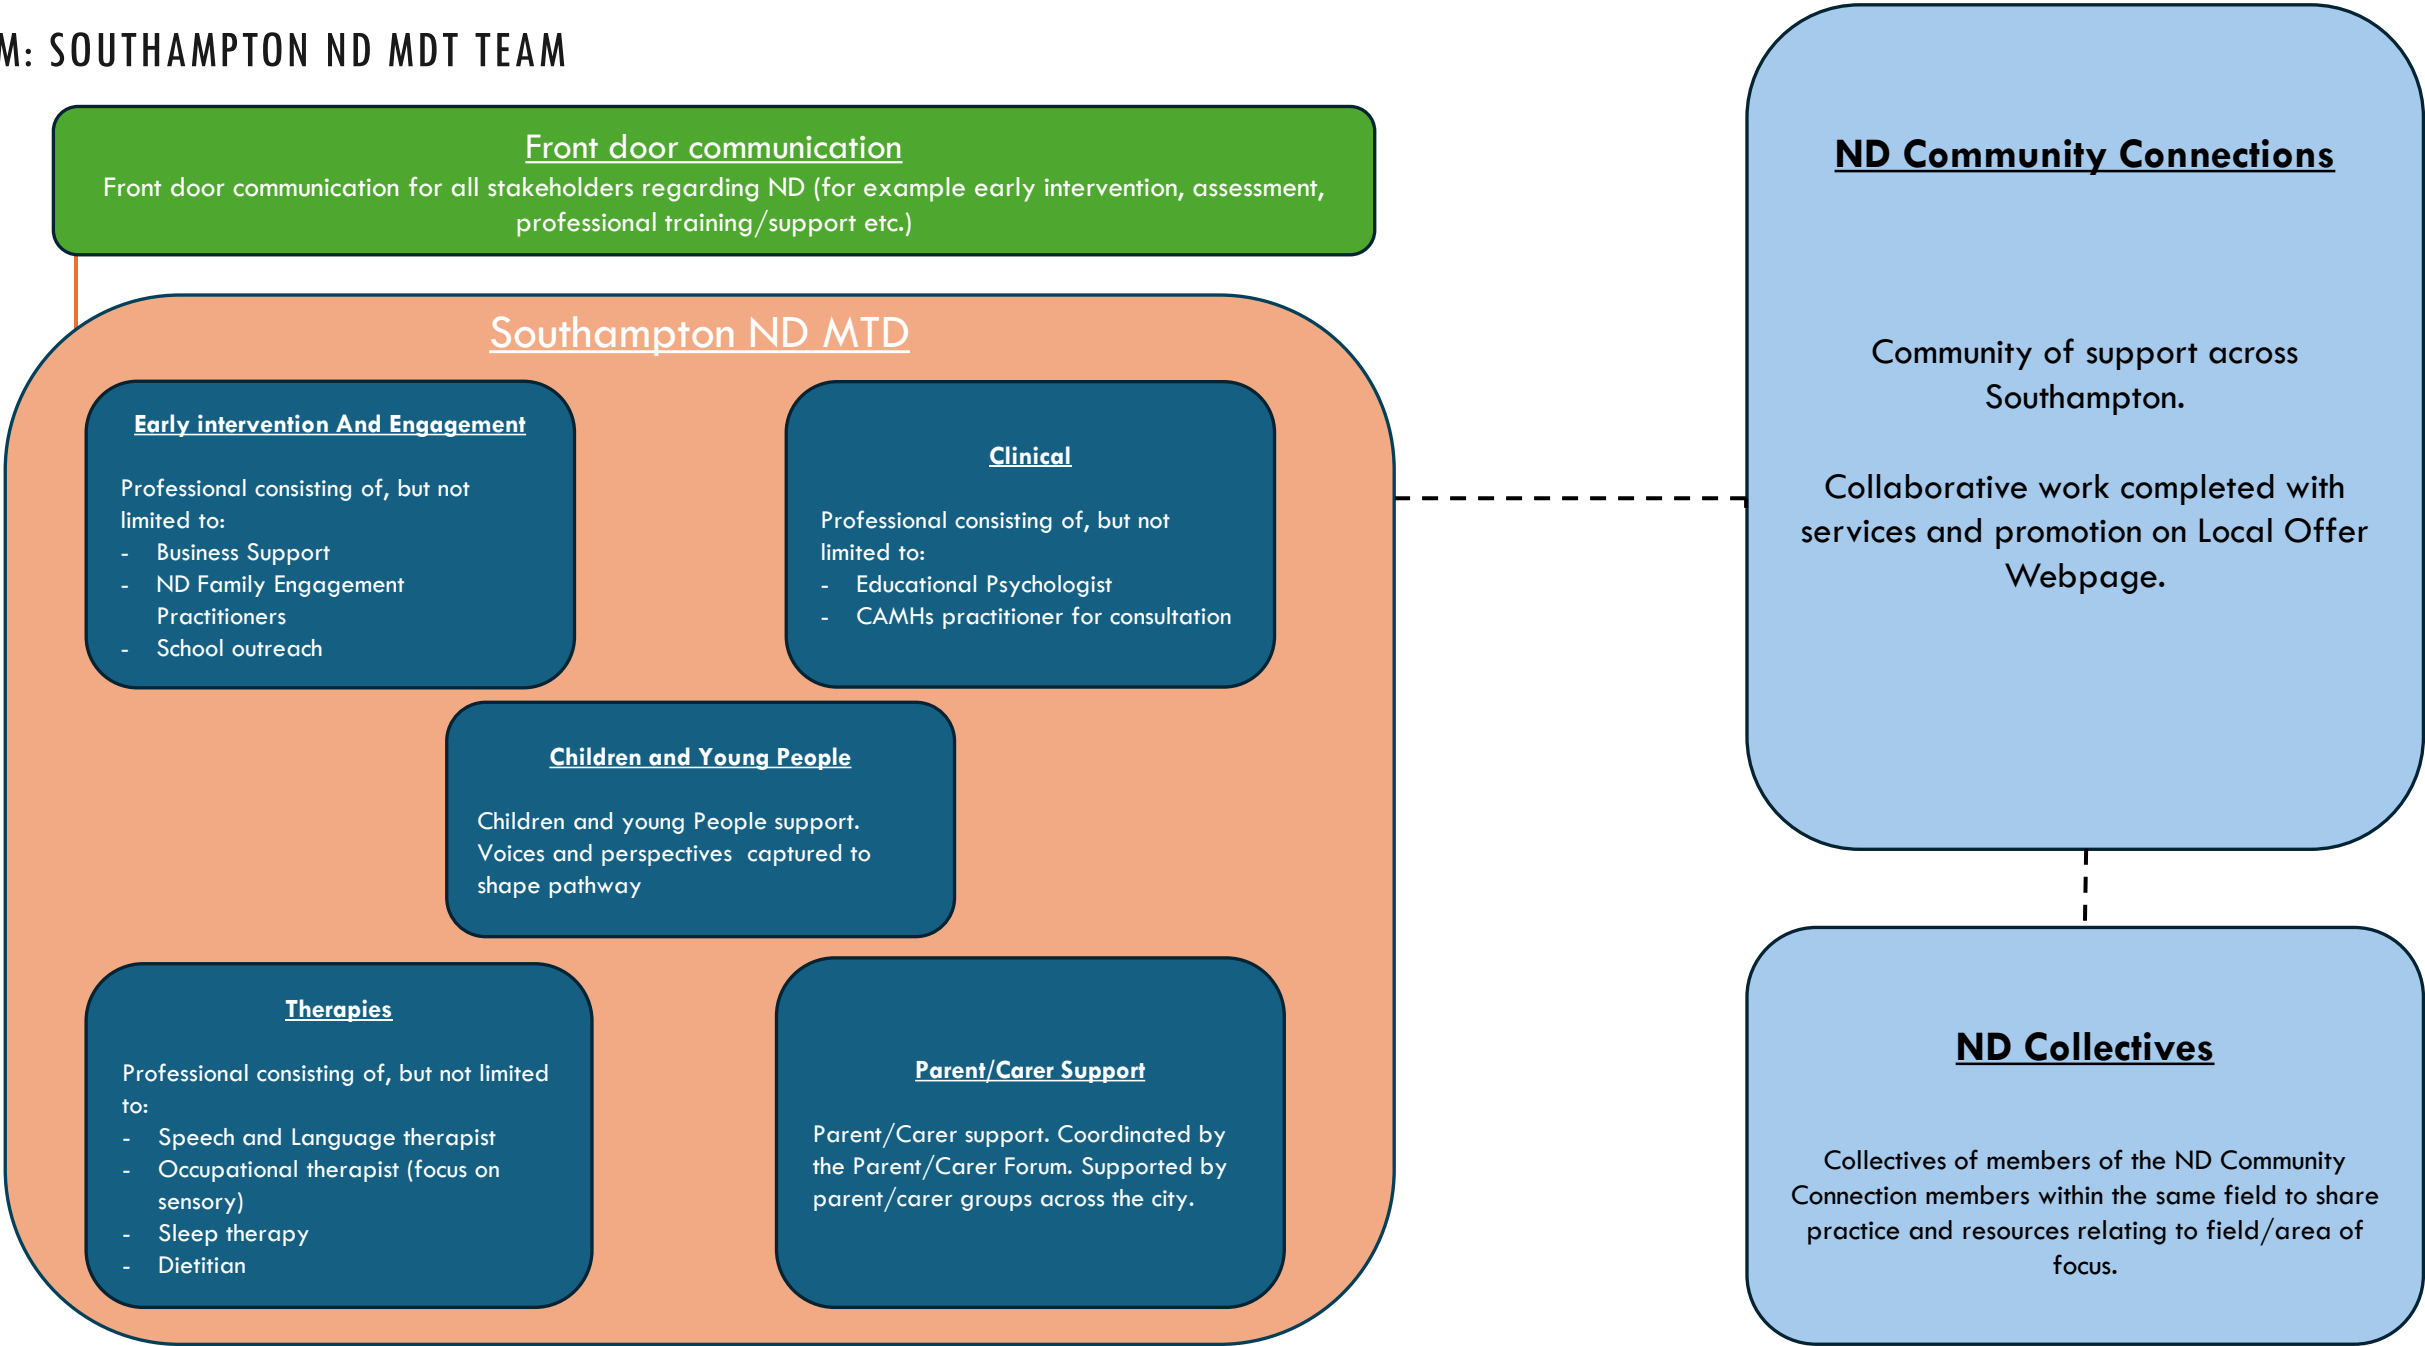 M: SOUTHAMPTON ND MDT TEAM
Front door communication
Front door communication for all stakeholders regarding ND (for example early intervention, assessment,
professional training/support etc.)
Southampton ND MTD
Early intervention And Engagement
Professional consisting of, but not
limited to:
- Business Support
- ND Family Engagement
Practitioners
- School outreach
Clinical
Professional consisting of, but not
limited to:
- Educational Psychologist
- CAMHs practitioner for consultation
Children and Young People
Children and young People support.
Voices and perspectives captured to
shape pathway
Therapies
Professional consisting of, but not limited
to:
- Speech and Language therapist
- Occupational therapist (focus on
sensory)
- Sleep therapy
- Dietitian
Parent/Carer Support
Parent/Carer support. Coordinated by
the Parent/Carer Forum. Supported by
parent/carer groups across the city.
ND Community Connections
Community of support across
Southampton.
Collaborative work completed with
services and promotion on Local Offer
Webpage.
ND Collectives
Collectives of members of the ND Community
Connection members within the same field to share
practice and resources relating to field/area of
focus.